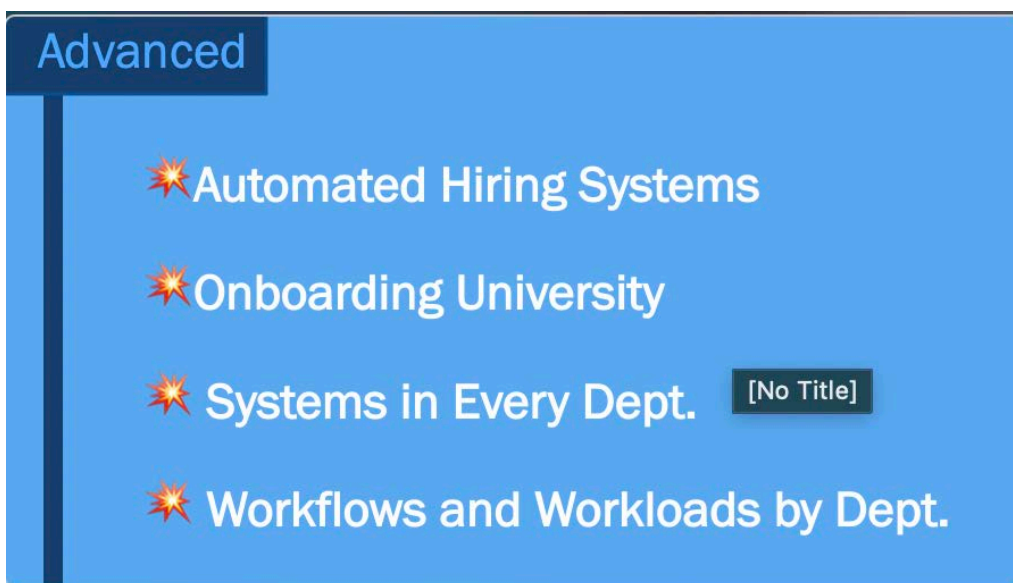 Advanced
💥Automated Hiring Systems
💥Onboarding University
💥 Systems in Every Dept. [No Title]
💥 Workflows and Workloads by Dept.